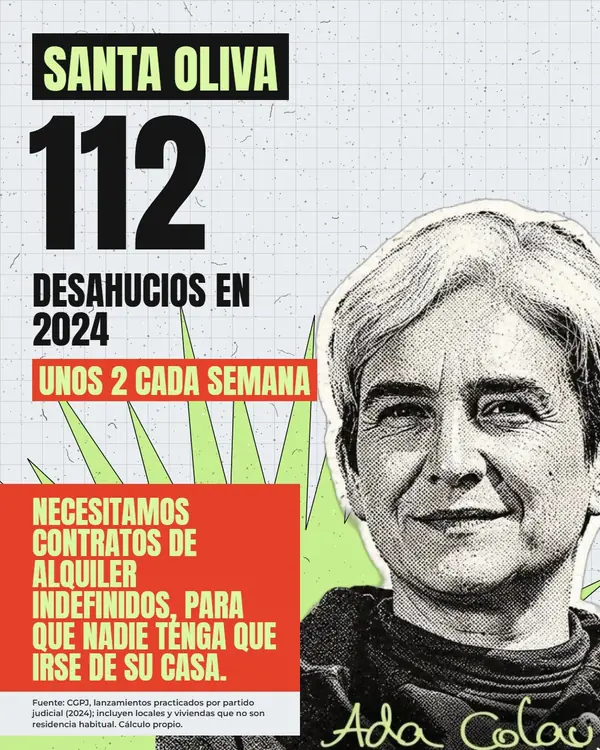 SANTA OLIVA
112
DESAHUCIOS EN
2024
UNOS 2 CADA SEMANA
NECESITAMOS
CONTRATOS DE
ALQUILER
INDEFINIDOS, PARA
QUE NADIE TENGA QUE
IRSE DE SU CASA.
Fuente: CGPJ, lanzamientos practicados por partido
judicial (2024); incluyen locales y viviendas que no son
residencia habitual. Cálculo propio.
Ada Colau